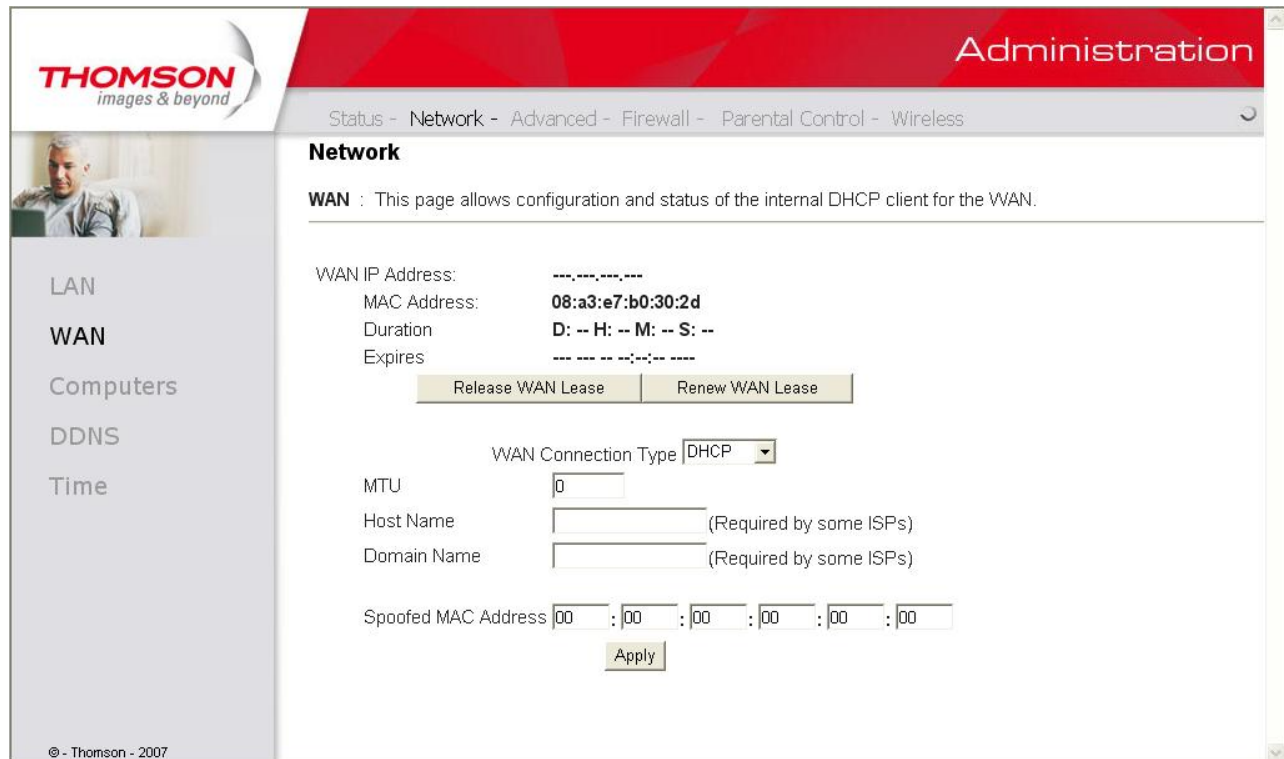 THOMSON
images & beyond
Administration
Status - Network - Advanced - Firewall - Parental Control - Wireless
Network
WAN : This page allows configuration and status of the internal DHCP client for the WAN.
LAN
WAN
Computers
DDNS
Time
WAN IP Address: ---.---.---.---
MAC Address: 08:a3:e7:b0:30:2d
Duration D: -- H: -- M: -- S: --
Expires --- --- -- --:--:-- ----
Release WAN Lease Renew WAN Lease
WAN Connection Type DHCP
MTU 0
Host Name (Required by some ISPs)
Domain Name (Required by some ISPs)
Spoofed MAC Address 00 : 00 : 00 : 00 : 00 : 00
Apply
© - Thomson - 2007